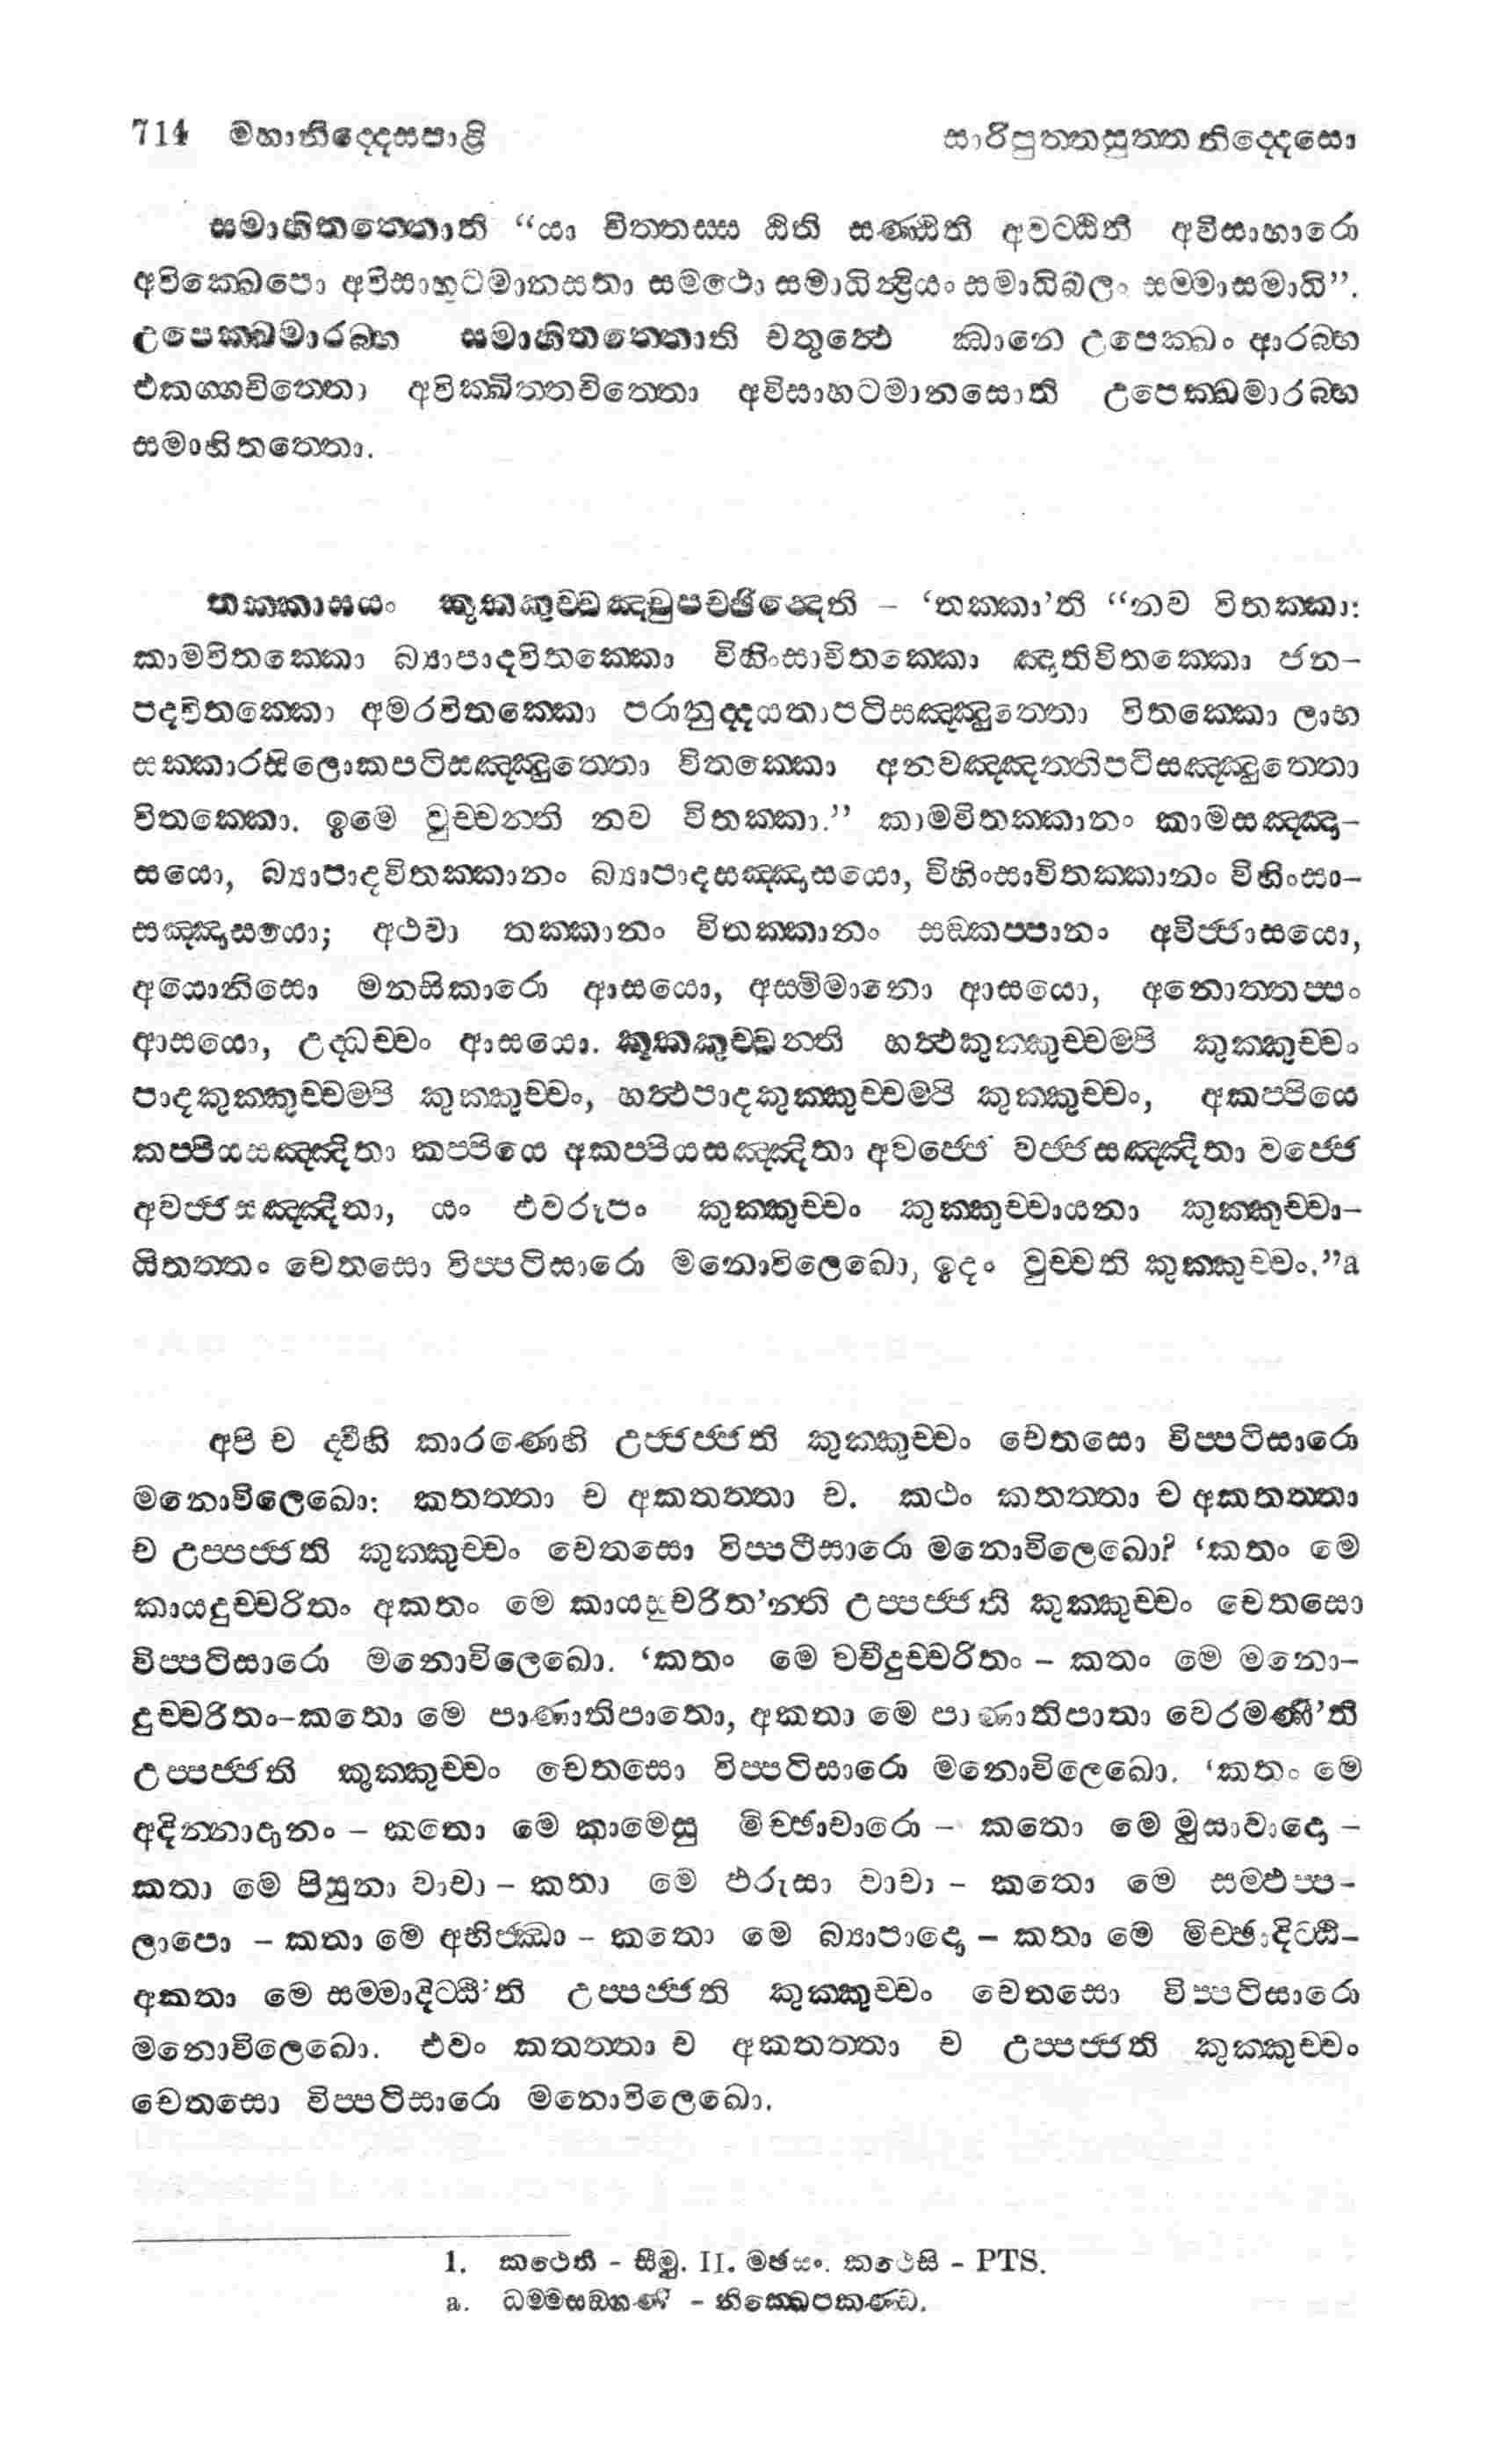 714 මහානිද්දෙසපාළි සාරිපුත්තසුත්ත නිද්දෙසො
සමාහිතත්තොති “යා චිත්තස්ස ඨිති සණ්ඨිති අවට්ඨිති අවිසාහාරො
අවික්ඛෙපො අවිසාහටමානසතා සමථො සමාධින්ද්‍රියං සමාධිබලං සම්මාසමාධි”.
උපෙක්ඛමාරබ්භ සමාහිතත්තොති චතුත්ථෙ ඣානෙ උපෙක්ඛං ආරබ්භ
එකග්ගචිත්තො අවික්ඛිත්තචිත්තො අවිසාහටමානසොති උපෙක්ඛමාරබ්භ
සමාහිතත්තො.
තක්කාසයං කුක්කුච්චඤ්චුපච්ඡින්දෙති – ‘තක්කා’ති “නව විතක්කා:
කාමවිතක්කො බ්‍යාපාදවිතක්කො විහිංසාවිතක්කො ඤාතිවිතක්කො ජන-
පදවිතක්කො අමරවිතක්කො පරානුද්දයතාපටිසඤ්ඤුත්තො විතක්කො ලාභ
සක්කාරසිලොකපටිසඤ්ඤුත්තො විතක්කො අනවඤ්ඤත්තිපටිසඤ්ඤුත්තො
විතක්කො. ඉමෙ වුච්චන්ති නව විතක්කා.” කාමවිතක්කානං කාමසඤ්ඤා-
සයො, බ්‍යාපාදවිතක්කානං බ්‍යාපාදසඤ්ඤාසයො, විහිංසාවිතක්කානං විහිංසා-
සඤ්ඤාසයො; අථවා තක්කානං විතක්කානං සඞ්කප්පානං අවිජ්ජාසයො,
අයොනිසො මනසිකාරො ආසයො, අස්මිමානො ආසයො, අනොත්තප්පං
ආසයො, උද්ධච්චං ආසයො. කුක්කුච්චන්ති හත්ථකුක්කුච්චම්පි කුක්කුච්චං
පාදකුක්කුච්චම්පි කුක්කුච්චං, හත්ථපාදකුක්කුච්චම්පි කුක්කුච්චං, අකප්පියෙ
කප්පියසඤ්ඤිතා කප්පියෙ අකප්පියසඤ්ඤිතා අවජ්ජෙ වජ්ජසඤ්ඤිතා වජ්ජෙ
අවජ්ජසඤ්ඤිතා, යං එවරූපං කුක්කුච්චං කුක්කුච්චායනා කුක්කුච්චා-
යිතත්තං චෙතසො විප්පටිසාරො මනොවිලෙඛො, ඉදං වුච්චති කුක්කුච්චං.”a
අපි ච ද්වීහි කාරණෙහි උප්පජ්ජති කුක්කුච්චං චෙතසො විප්පටිසාරො
මනොවිලෙඛො: කතත්තා ච අකතත්තා ච. කථං කතත්තා ච අකතත්තා
ච උප්පජ්ජති කුක්කුච්චං චෙතසො විප්පටිසාරො මනොවිලෙඛො? ‘කතං මෙ
කායදුච්චරිතං අකතං මෙ කායසුචරිත’න්ති උප්පජ්ජති කුක්කුච්චං චෙතසො
විප්පටිසාරො මනොවිලෙඛො. ‘කතං මෙ වචීදුච්චරිතං – කතං මෙ මනො-
දුච්චරිතං-කතො මෙ පාණාතිපාතො, අකතා මෙ පාණාතිපාතා වෙරමණී’ති
උප්පජ්ජති කුක්කුච්චං චෙතසො විප්පටිසාරො මනොවිලෙඛො. ‘කතං මෙ
අදින්නාදානං – කතො මෙ කාමෙසු මිච්ඡාචාරො – කතො මෙ මුසාවාදො –
කතා මෙ පිසුනා වාචා – කතා මෙ ඵරුසා වාචා – කතො මෙ සම්ඵප්ප-
ලාපො – කතා මෙ අභිජ්ඣා – කතො මෙ බ්‍යාපාදො – කතා මෙ මිච්ඡාදිට්ඨි-
අකතා මෙ සම්මාදිට්ඨී’ති උප්පජ්ජති කුක්කුච්චං චෙතසො විප්පටිසාරො
මනොවිලෙඛො. එවං කතත්තා ච අකතත්තා ච උප්පජ්ජති කුක්කුච්චං
චෙතසො විප්පටිසාරො මනොවිලෙඛො.
1. කථෙති – සීමු. II. මජසං. කථෙසි – PTS.
a. ධම්මසඞ්ගණී – නික්ඛෙපකණ්ඩ.